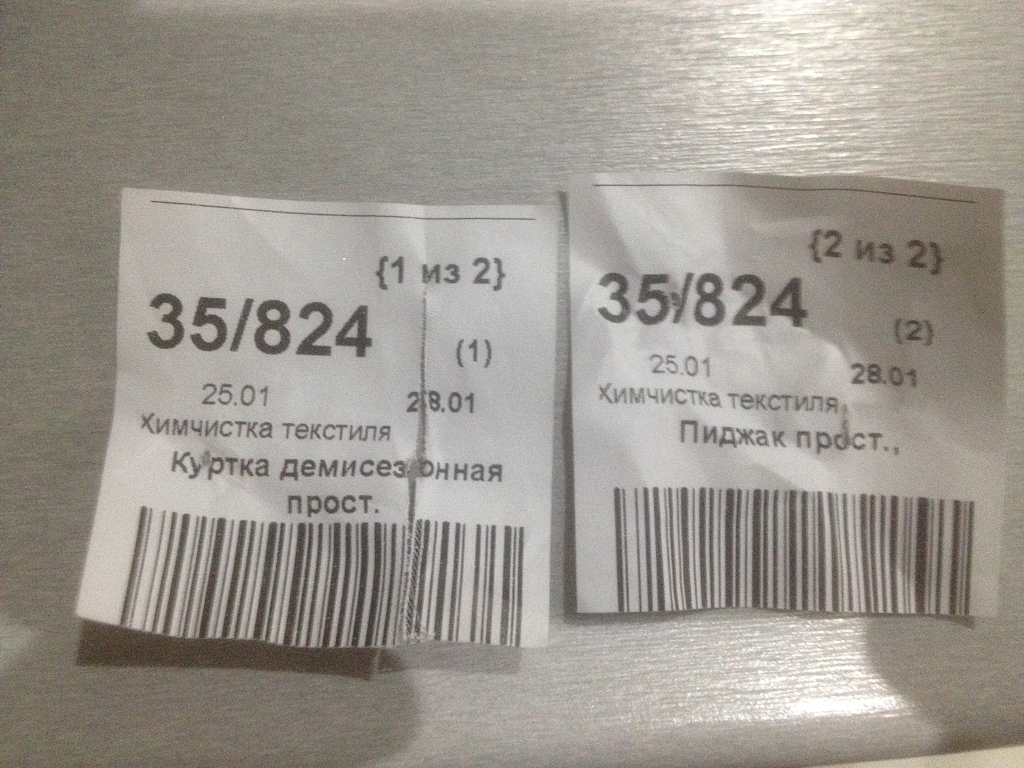 {1 из 2}
35/824
(1)
25.01 28.01
Химчистка текстиля
Куртка демисезонная
прост.
{2 из 2}
35/824
(2)
25.01 28.01
Химчистка текстиля,
Пиджак прост.,